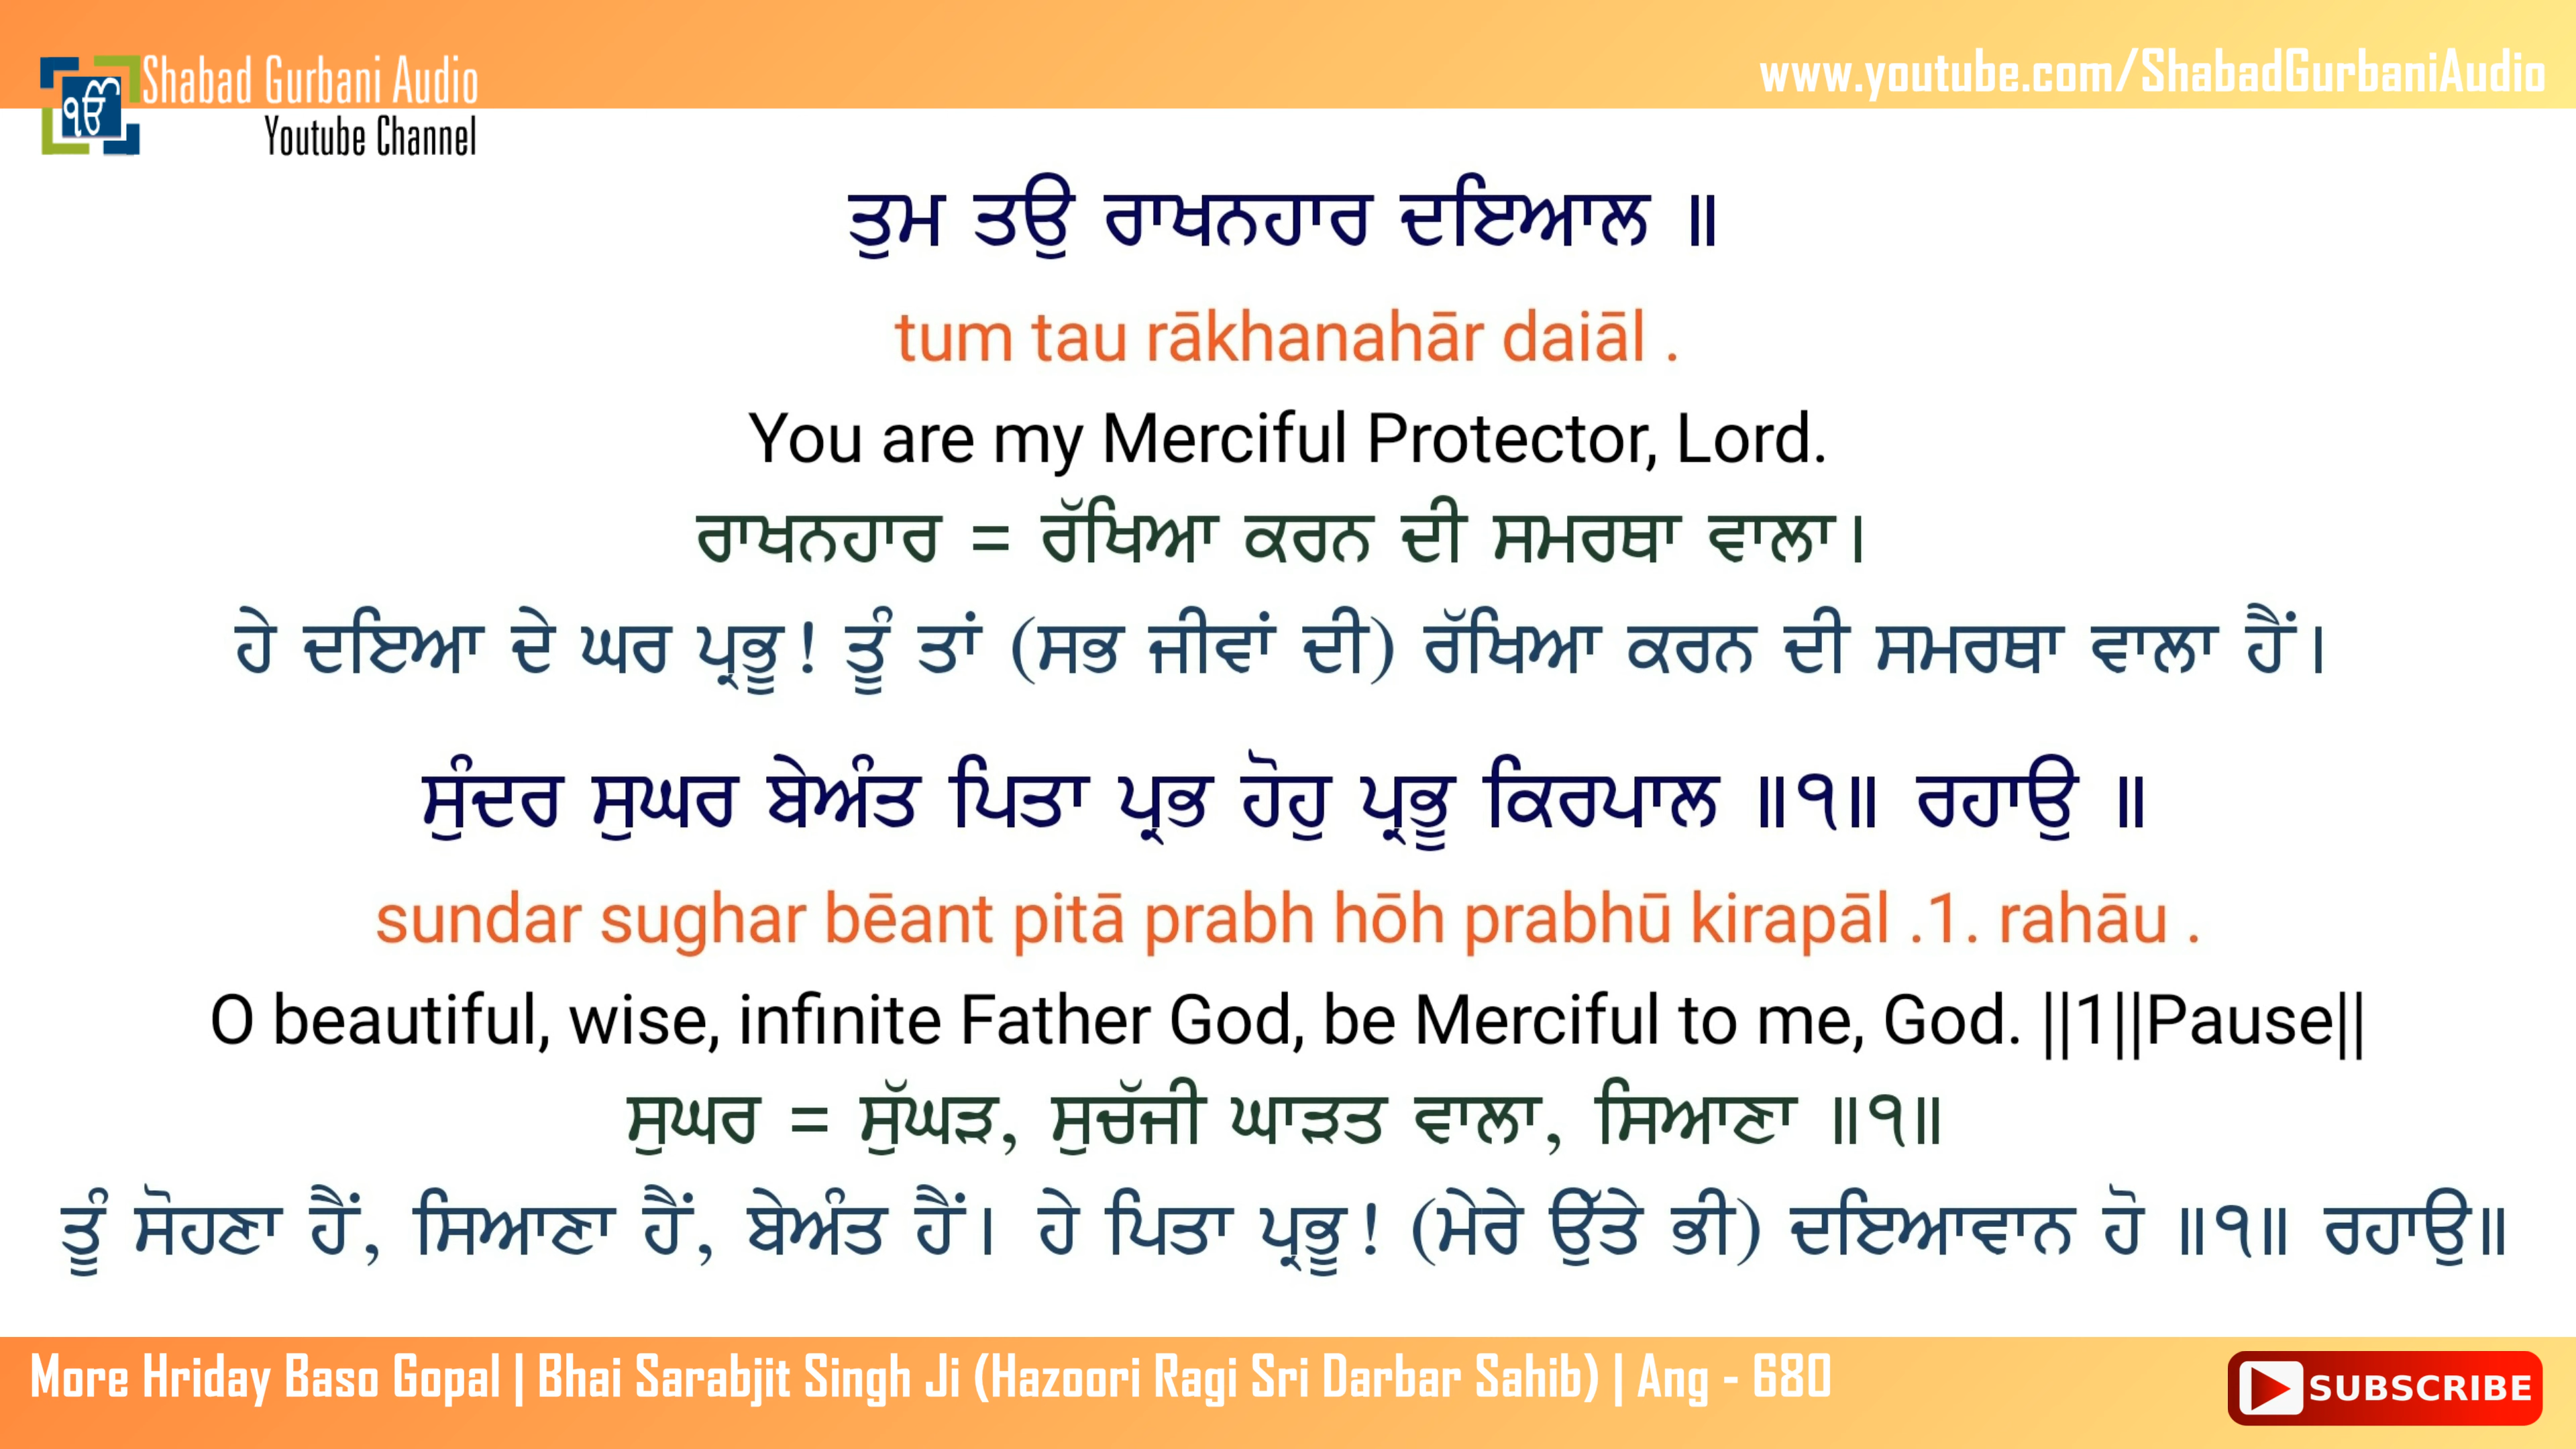 Shabad Gurbani Audio
Youtube Channel
ੴ
www.youtube.com/ShabadGurbaniAudio
ਤੁਮ ਤਉ ਰਾਖਨਹਾਰ ਦਇਆਲ ॥
tum tau rākhanahār daiāl .
You are my Merciful Protector, Lord.
ਰਾਖਨਹਾਰ = ਰੱਖਿਆ ਕਰਨ ਦੀ ਸਮਰਥਾ ਵਾਲਾ।
ਹੇ ਦਇਆ ਦੇ ਘਰ ਪ੍ਰਭੂ! ਤੂੰ ਤਾਂ (ਸਭ ਜੀਵਾਂ ਦੀ) ਰੱਖਿਆ ਕਰਨ ਦੀ ਸਮਰਥਾ ਵਾਲਾ ਹੈਂ।
ਸੁੰਦਰ ਸੁਘਰ ਬੇਅੰਤ ਪਿਤਾ ਪ੍ਰਭ ਹੋਹੁ ਪ੍ਰਭੂ ਕਿਰਪਾਲ ॥੧॥ ਰਹਾਉ ॥
sundar sughar bēant pitā prabh hōh prabhū kirapāl .1. rahāu .
O beautiful, wise, infinite Father God, be Merciful to me, God. ||1||Pause||
ਸੁਘਰ = ਸੁੱਘੜ, ਸੁਚੱਜੀ ਘਾੜਤ ਵਾਲਾ, ਸਿਆਣਾ ॥੧॥
ਤੂੰ ਸੋਹਣਾ ਹੈਂ, ਸਿਆਣਾ ਹੈਂ, ਬੇਅੰਤ ਹੈਂ। ਹੇ ਪਿਤਾ ਪ੍ਰਭੂ! (ਮੇਰੇ ਉੱਤੇ ਭੀ) ਦਇਆਵਾਨ ਹੋ ॥੧॥ ਰਹਾਉ॥
More Hriday Baso Gopal | Bhai Sarabjit Singh Ji (Hazoori Ragi Sri Darbar Sahib) | Ang - 680
SUBSCRIBE